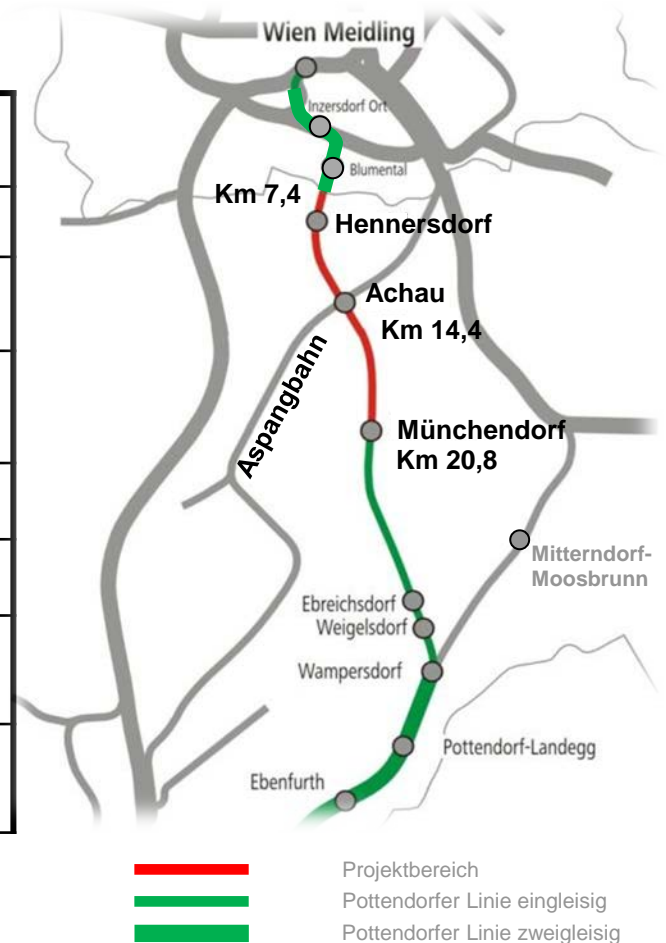 Wien Meidling
Inzersdorf Ort
Blumental
Km 7,4
Hennersdorf
Achau
Km 14,4
Aspangbahn
Münchendorf
Km 20,8
Mitterndorf-
Moosbrunn
Ebreichsdorf
Weigelsdorf
Wampersdorf
Pottendorf-Landegg
Ebenfurth
Projektbereich
Pottendorfer Linie eingleisig
Pottendorfer Linie zweigleisig